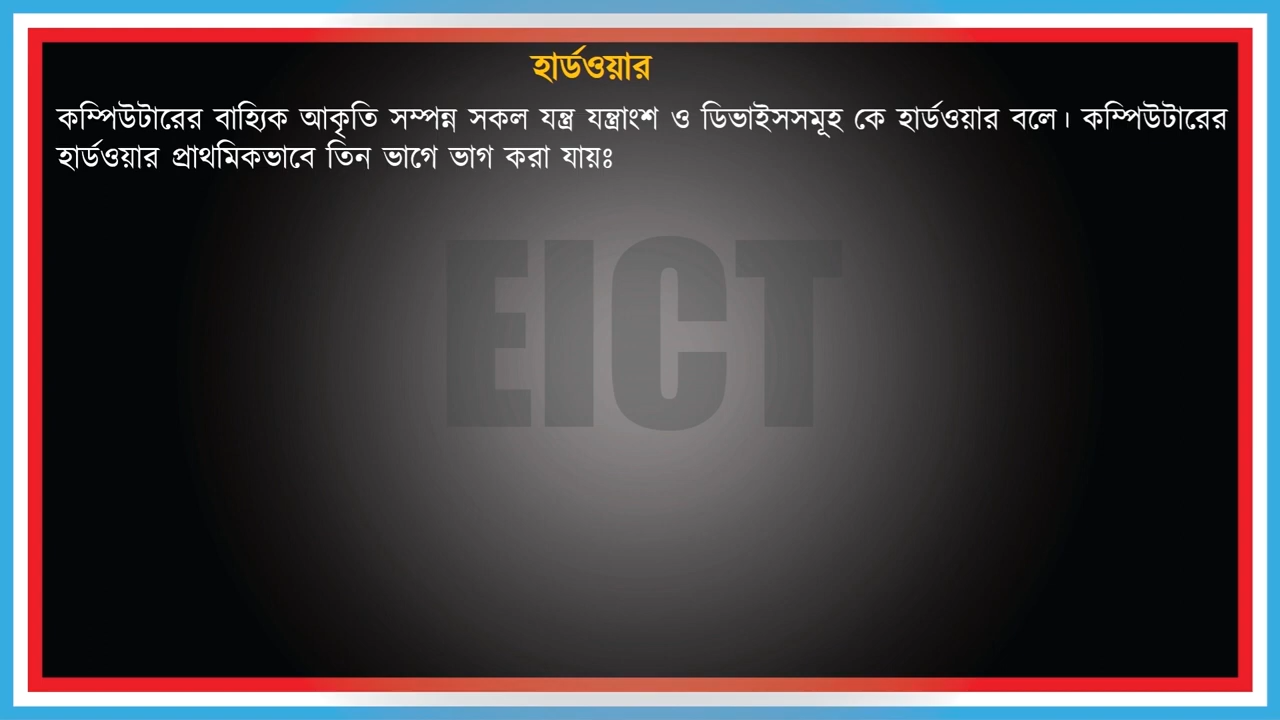 হার্ডওয়ার
কম্পিউটারের বাহ্যিক আকৃতি সম্পন্ন সকল যন্ত্র যন্ত্রাংশ ও ডিভাইসসমূহ কে হার্ডওয়ার বলে। কম্পিউটারের
হার্ডওয়ার প্রাথমিকভাবে তিন ভাগে ভাগ করা যায়ঃ
EICT